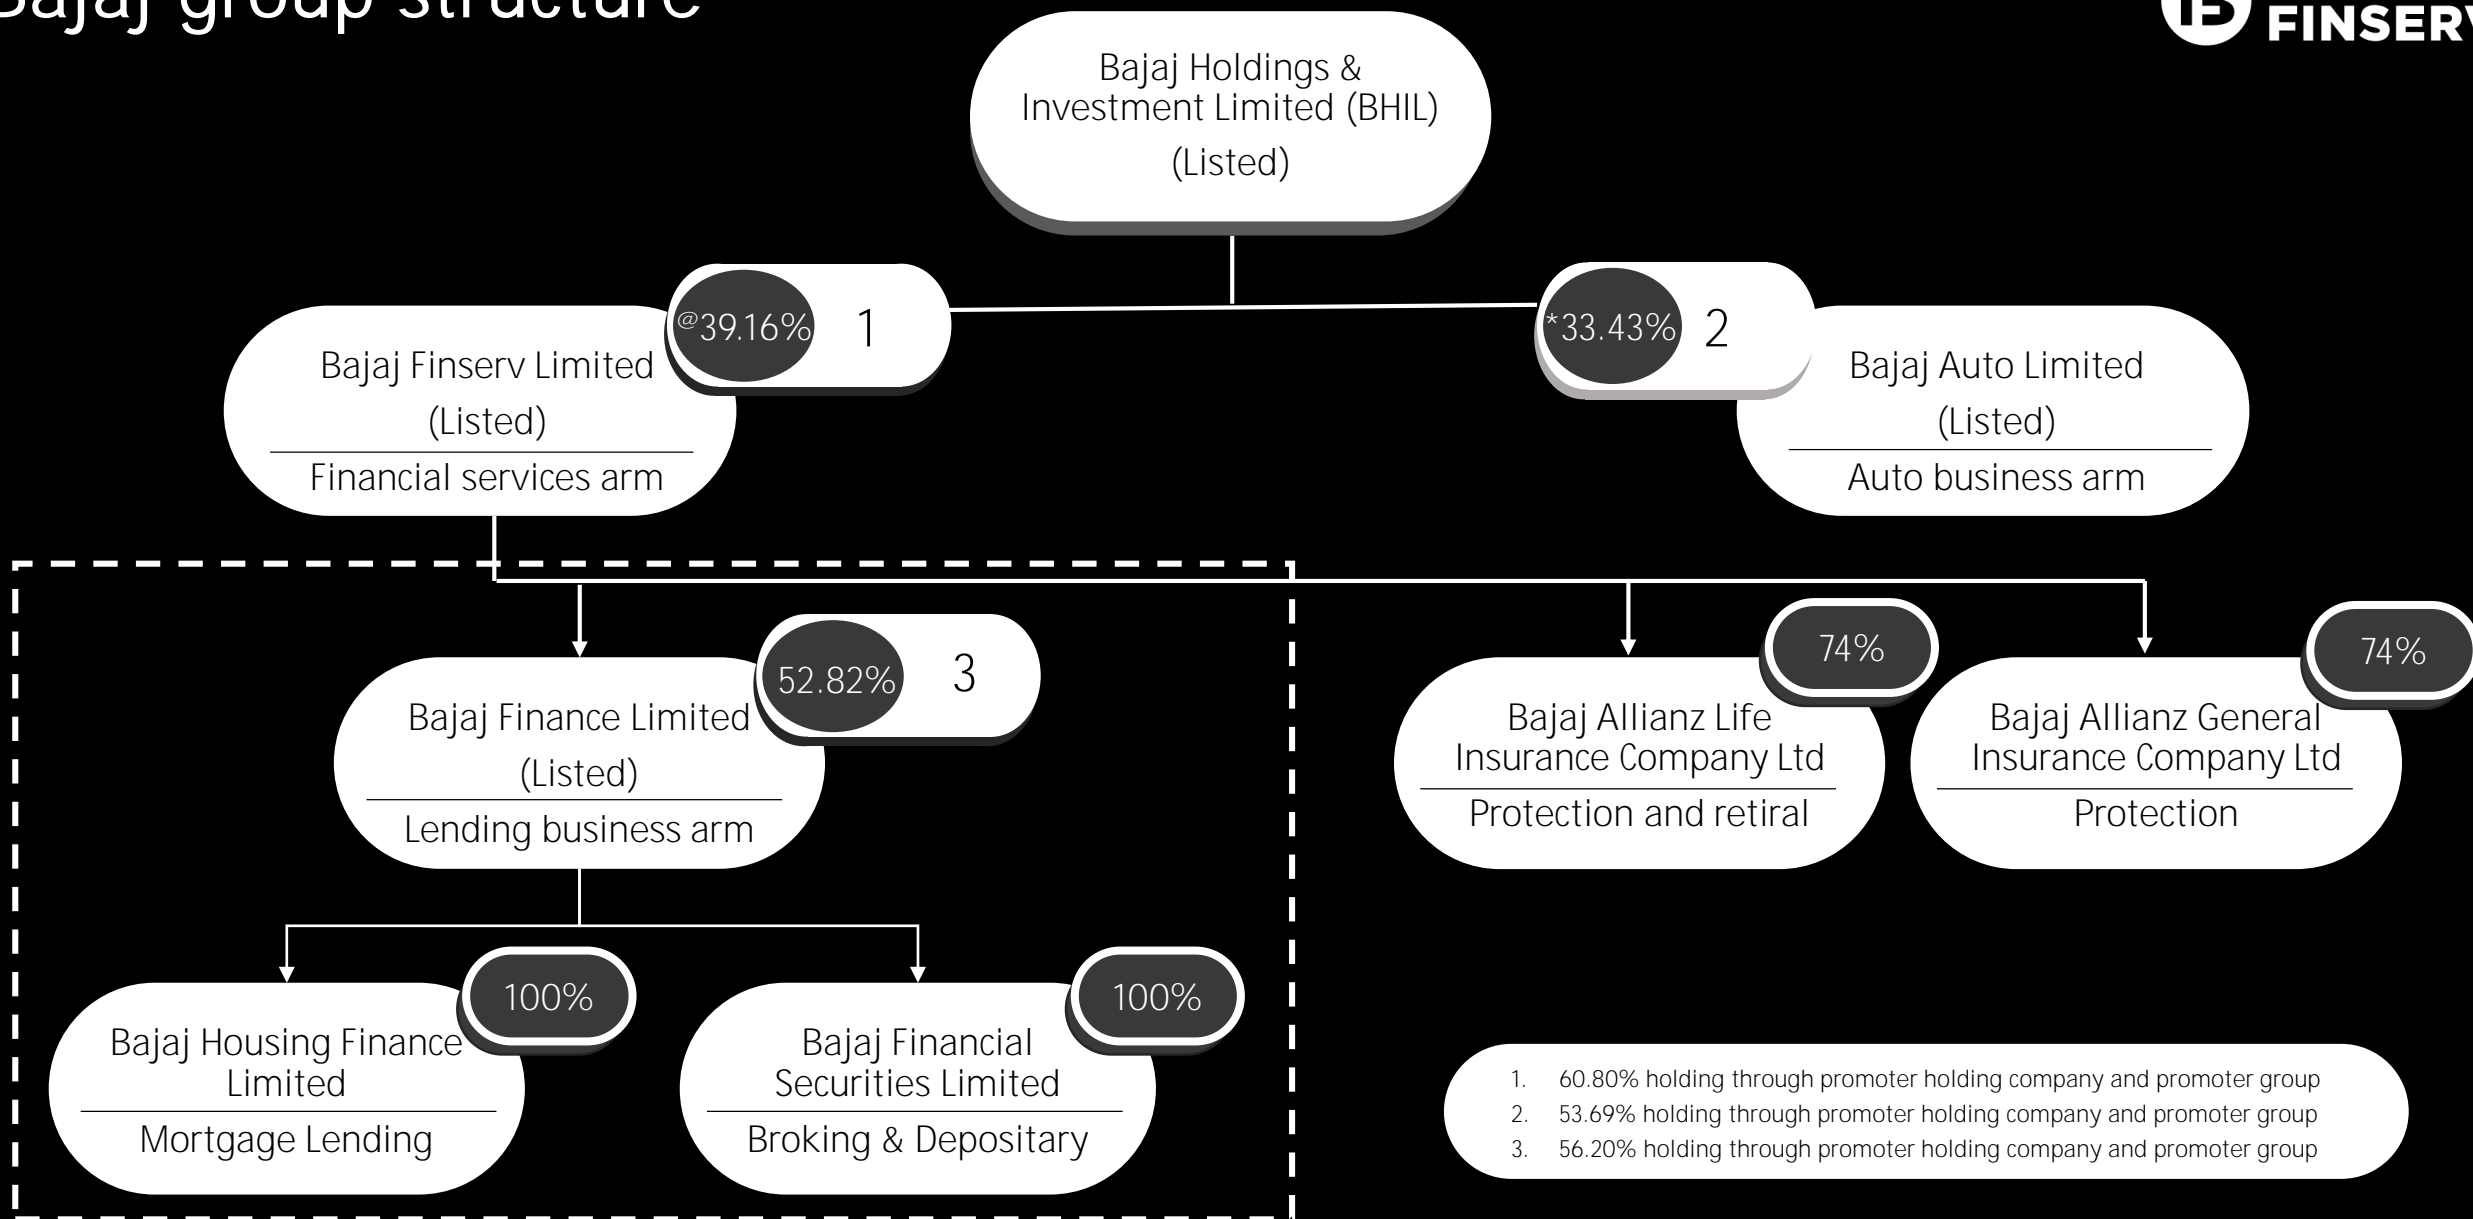 Bajaj group structure
FINSERV
Bajaj Holdings &
Investment Limited (BHIL)
(Listed)
@39.16% 1
*33.43% 2
Bajaj Finserv Limited
(Listed)
Financial services arm
Bajaj Auto Limited
(Listed)
Auto business arm
52.82% 3
Bajaj Finance Limited
(Listed)
Lending business arm
74%
Bajaj Allianz Life
Insurance Company Ltd
Protection and retiral
74%
Bajaj Allianz General
Insurance Company Ltd
Protection
100%
Bajaj Housing Finance
Limited
Mortgage Lending
100%
Bajaj Financial
Securities Limited
Broking & Depositary
1. 60.80% holding through promoter holding company and promoter group
2. 53.69% holding through promoter holding company and promoter group
3. 56.20% holding through promoter holding company and promoter group